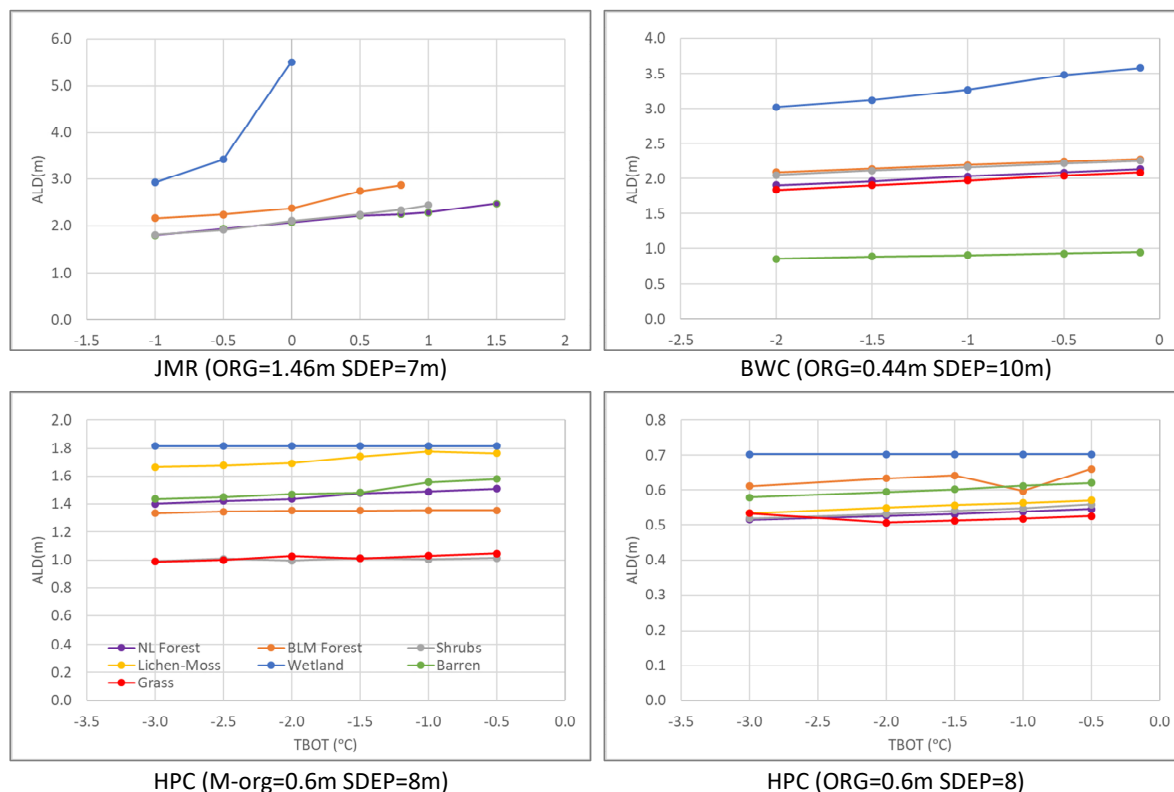 6.0
5.0
4.0
3.0
2.0
1.0
0.0
ALD(m)
-1.5 -1 -0.5 0 0.5 1 1.5 2
JMR (ORG=1.46m SDEP=7m)
4.0
3.5
3.0
2.5
2.0
1.5
1.0
0.5
0.0
ALD(m)
-2.5 -2 -1.5 -1 -0.5 0
BWC (ORG=0.44m SDEP=10m)
2.0
1.8
1.6
1.4
1.2
1.0
0.8
0.6
0.4
0.2
0.0
ALD(m)
NL Forest BLM Forest Shrubs
Lichen-Moss Wetland Barren
Grass
-3.5 -3.0 -2.5 -2.0 -1.5 -1.0 -0.5 0.0
TBOT (°C)
HPC (M-org=0.6m SDEP=8m)
0.8
0.7
0.6
0.5
0.4
0.3
0.2
0.1
0.0
ALD(m)
-3.5 -3.0 -2.5 -2.0 -1.5 -1.0 -0.5 0.0
TBOT (°C)
HPC (ORG=0.6m SDEP=8)